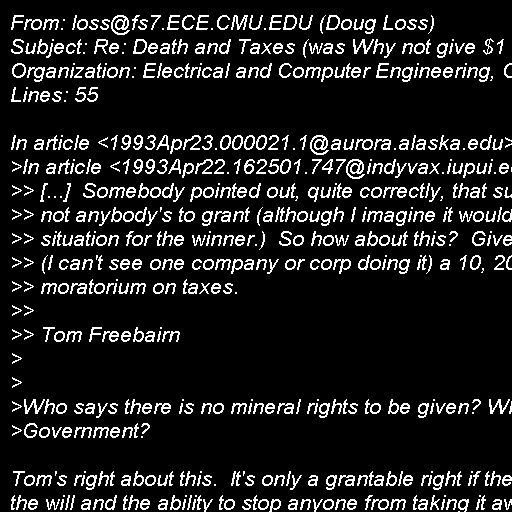 From: loss@fs7.ECE.CMU.EDU (Doug Loss)
Subject: Re: Death and Taxes (was Why not give $1
Organization: Electrical and Computer Engineering,
Lines: 55

In article <1993Apr23.000021.1@aurora.alaska.edu>
>In article <1993Apr22.162501.747@indyvax.iupui.e
>> [...]  Somebody pointed out, quite correctly, that su
>> not anybody's to grant (although I imagine it would
>> situation for the winner.)  So how about this?  Give
>> (I can't see one company or corp doing it) a 10, 20
>> moratorium on taxes.
>>
>> Tom Freebairn
>
>
>Who says there is no mineral rights to be given?
>Government?

Tom's right about this.  It's only a grantable right if the
the will and the ability to stop anyone from taking it aw